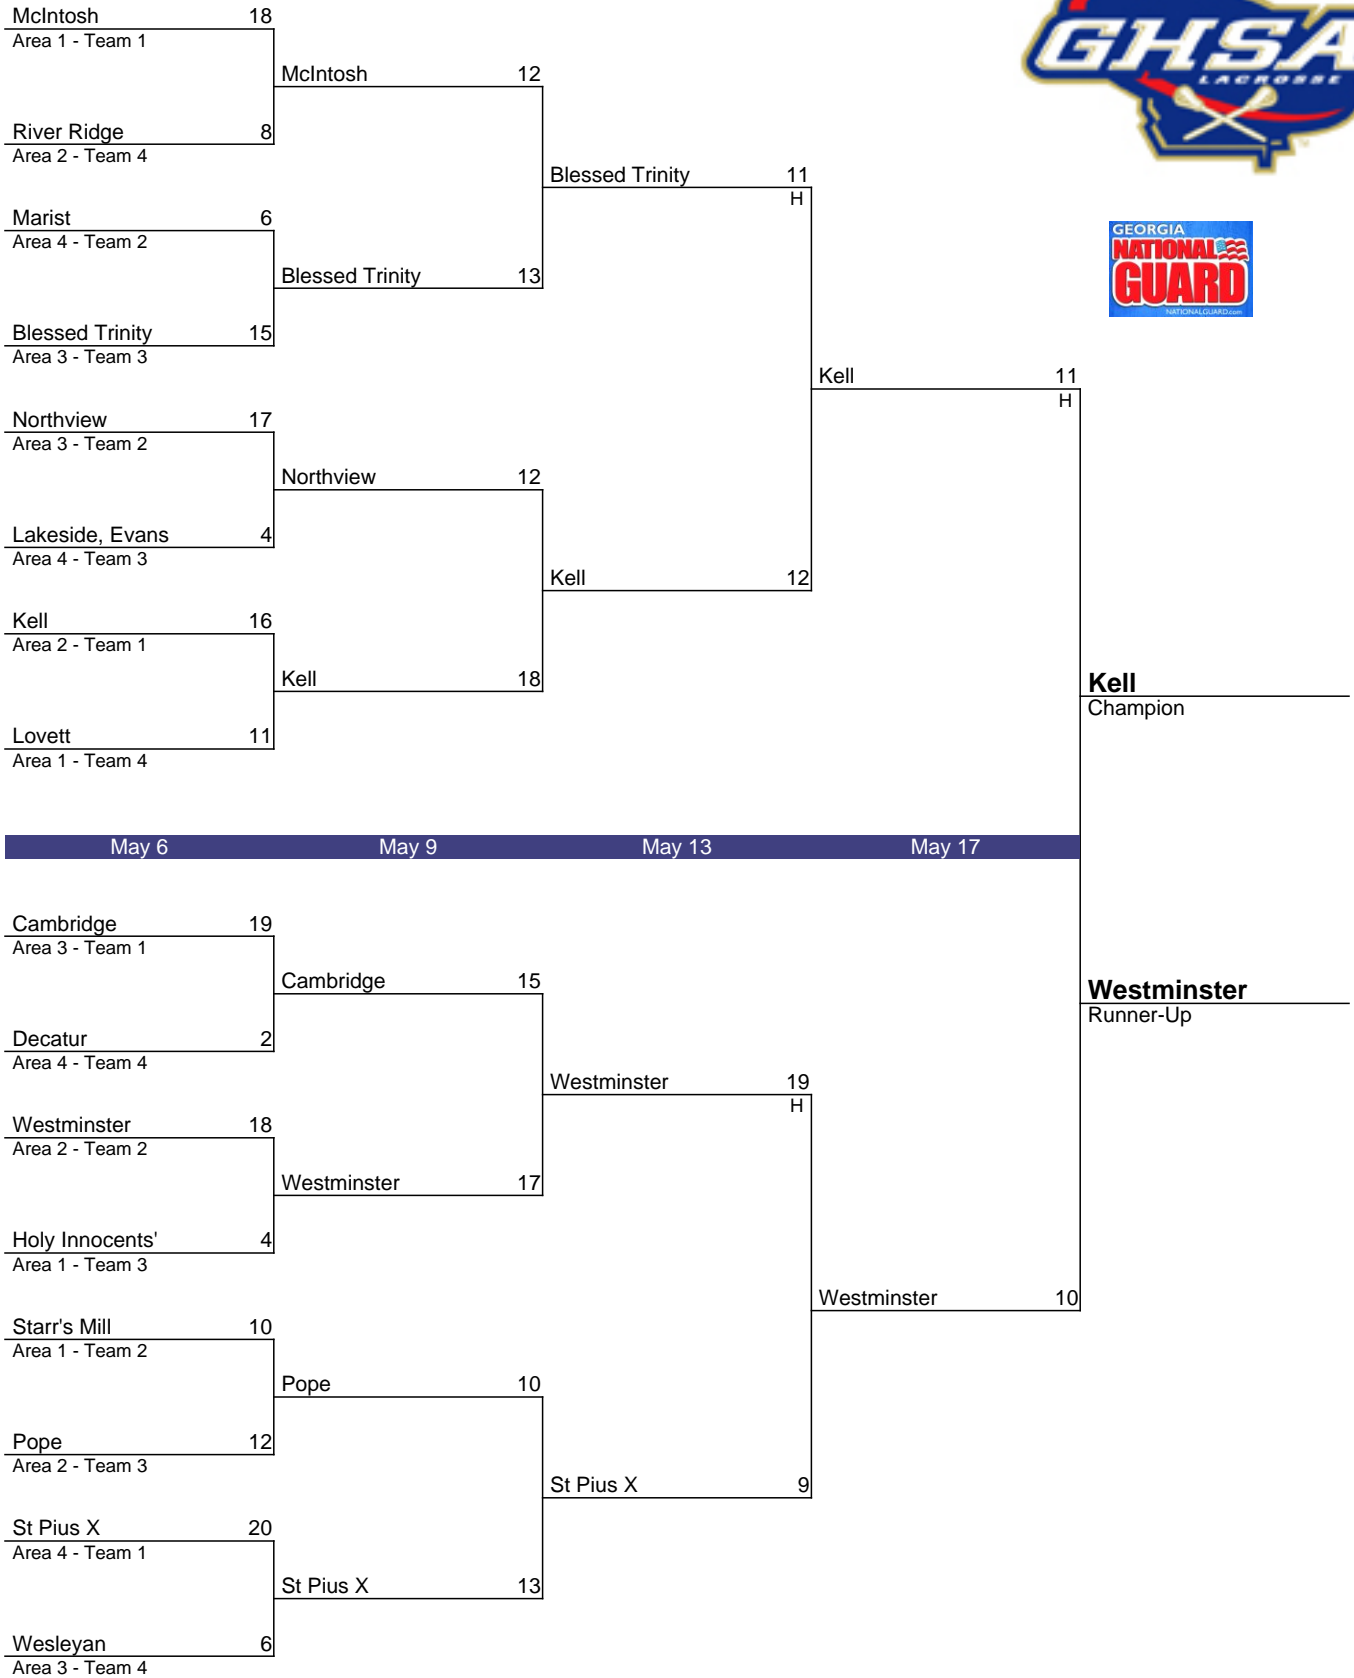 McIntosh 18
Area 1 - Team 1
McIntosh 12
River Ridge 8
Area 2 - Team 4
Blessed Trinity 11
H
Marist 6
Area 4 - Team 2
Blessed Trinity 13
Blessed Trinity 15
Area 3 - Team 3
Kell 11
H
Northview 17
Area 3 - Team 2
Northview 12
Lakeside, Evans 4
Area 4 - Team 3
Kell 12
Kell 16
Area 2 - Team 1
Kell 18
Kell
Champion
Lovett 11
Area 1 - Team 4
GHSA
LACROSSE
TM
GEORGIA
NATIONAL
GUARD
NATIONALGUARD.com
May 6 May 9 May 13 May 17
Cambridge 19
Area 3 - Team 1
Cambridge 15
Westminster
Runner-Up
Decatur 2
Area 4 - Team 4
Westminster 19
H
Westminster 18
Area 2 - Team 2
Westminster 17
Holy Innocents' 4
Area 1 - Team 3
Westminster 10
Starr's Mill 10
Area 1 - Team 2
Pope 10
Pope 12
Area 2 - Team 3
St Pius X 9
St Pius X 20
Area 4 - Team 1
St Pius X 13
Wesleyan 6
Area 3 - Team 4